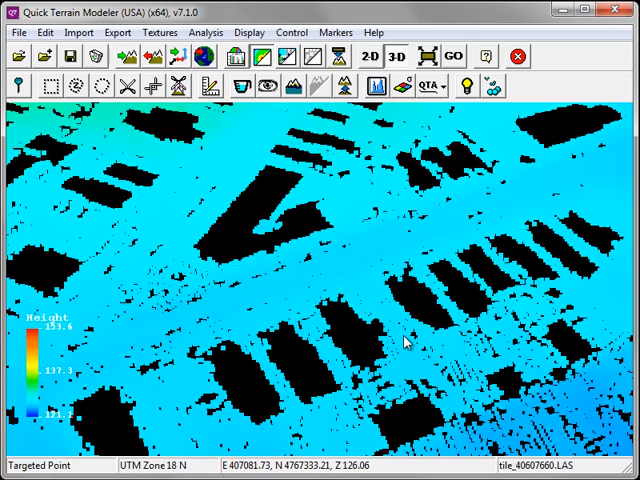 QT Quick Terrain Modeler (USA) (x64), v7.1.0
File Edit Import Export Textures Analysis Display Control Markers Help
2-D 3-D GO
QTA
Height
153.6
137.3
121.1
Targeted Point UTM Zone 18 N E 407081.73, N 4767333.21, Z 126.06 tile_40607660.LAS